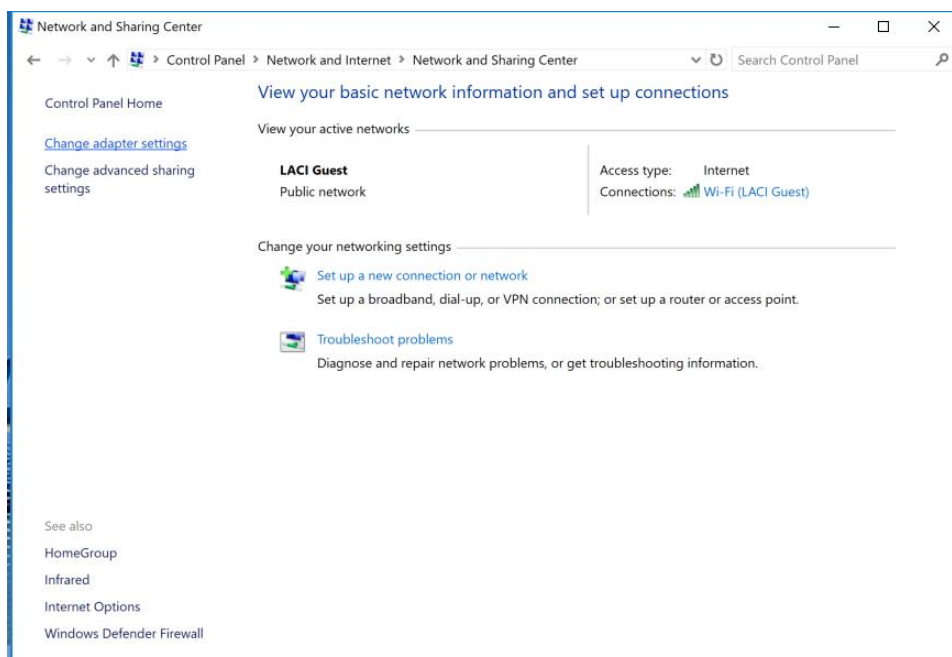 Network and Sharing Center
Control Panel > Network and Internet > Network and Sharing Center
Search Control Panel
Control Panel Home
Change adapter settings
Change advanced sharing
settings
View your basic network information and set up connections
View your active networks
LACI Guest
Public network
Access type: Internet
Connections: Wi-Fi (LACI Guest)
Change your networking settings
Set up a new connection or network
Set up a broadband, dial-up, or VPN connection; or set up a router or access point.
Troubleshoot problems
Diagnose and repair network problems, or get troubleshooting information.
See also
HomeGroup
Infrared
Internet Options
Windows Defender Firewall